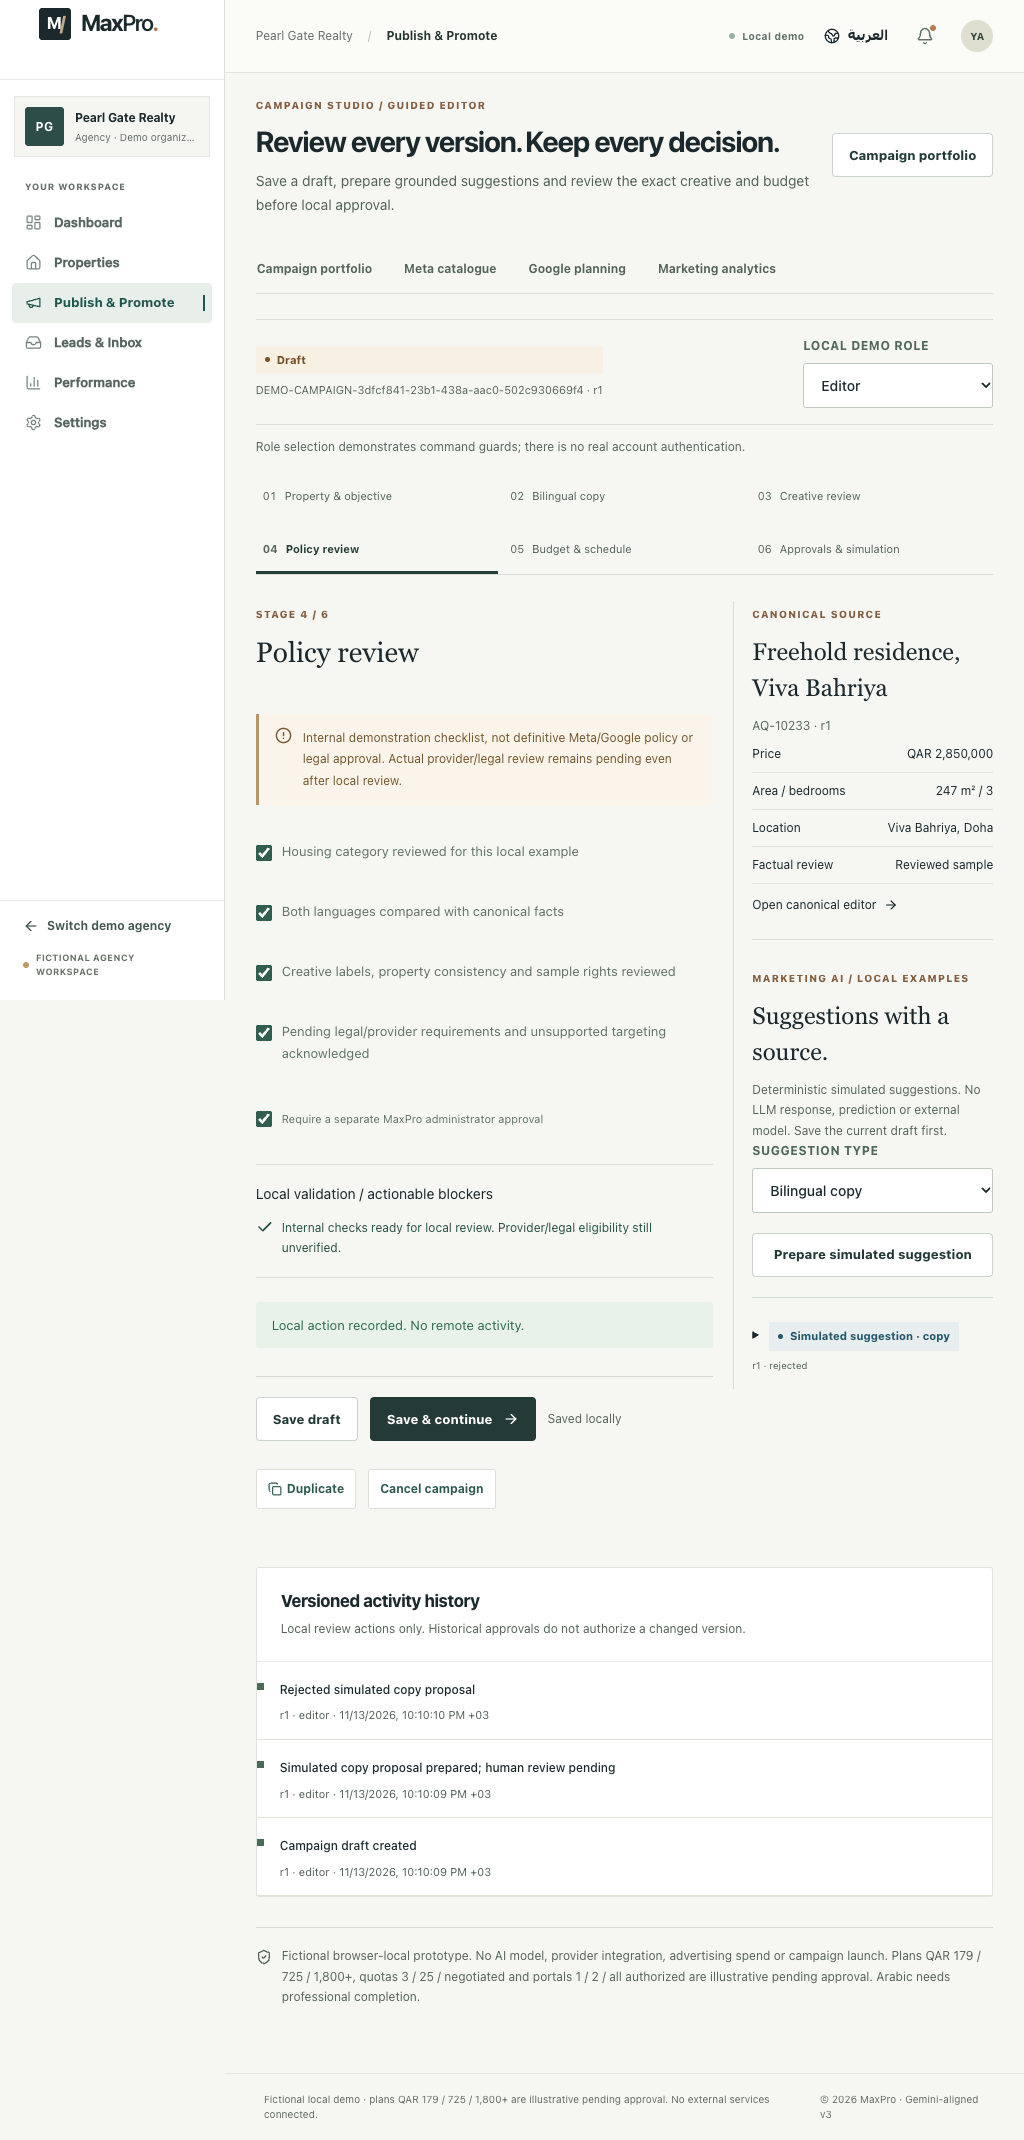 M/ MaxPro.
PG
Pearl Gate Realty
Agency · Demo organiz...
YOUR WORKSPACE
Dashboard
Properties
Publish & Promote
Leads & Inbox
Performance
Settings
Switch demo agency
FICTIONAL AGENCY
WORKSPACE
Pearl Gate Realty / Publish & Promote
Local demo
العربية
YA
CAMPAIGN STUDIO / GUIDED EDITOR
Review every version. Keep every decision.
Save a draft, prepare grounded suggestions and review the exact creative and budget
before local approval.
Campaign portfolio
Campaign portfolio
Meta catalogue
Google planning
Marketing analytics
Draft
DEMO-CAMPAIGN-3dfcf841-23b1-438a-aac0-502c930669f4 · r1
LOCAL DEMO ROLE
Editor
Role selection demonstrates command guards; there is no real account authentication.
01 Property & objective
02 Bilingual copy
03 Creative review
04 Policy review
05 Budget & schedule
06 Approvals & simulation
STAGE 4 / 6
Policy review
Internal demonstration checklist, not definitive Meta/Google policy or
legal approval. Actual provider/legal review remains pending even
after local review.
Housing category reviewed for this local example
Both languages compared with canonical facts
Creative labels, property consistency and sample rights reviewed
Pending legal/provider requirements and unsupported targeting
acknowledged
Require a separate MaxPro administrator approval
Local validation / actionable blockers
Internal checks ready for local review. Provider/legal eligibility still
unverified.
Local action recorded. No remote activity.
Save draft
Save & continue
Saved locally
Duplicate
Cancel campaign
CANONICAL SOURCE
Freehold residence,
Viva Bahriya
AQ-10233 · r1
Price QAR 2,850,000
Area / bedrooms 247 m² / 3
Location Viva Bahriya, Doha
Factual review Reviewed sample
Open canonical editor
MARKETING AI / LOCAL EXAMPLES
Suggestions with a
source.
Deterministic simulated suggestions. No
LLM response, prediction or external
model. Save the current draft first.
SUGGESTION TYPE
Bilingual copy
Prepare simulated suggestion
Simulated suggestion · copy
r1 · rejected
Versioned activity history
Local review actions only. Historical approvals do not authorize a changed version.
Rejected simulated copy proposal
r1 · editor · 11/13/2026, 10:10:10 PM +03
Simulated copy proposal prepared; human review pending
r1 · editor · 11/13/2026, 10:10:09 PM +03
Campaign draft created
r1 · editor · 11/13/2026, 10:10:09 PM +03
Fictional browser-local prototype. No AI model, provider integration, advertising spend or campaign launch. Plans QAR 179 /
725 / 1,800+, quotas 3 / 25 / negotiated and portals 1 / 2 / all authorized are illustrative pending approval. Arabic needs
professional completion.
Fictional local demo · plans QAR 179 / 725 / 1,800+ are illustrative pending approval. No external services
connected.
© 2026 MaxPro · Gemini-aligned
v3